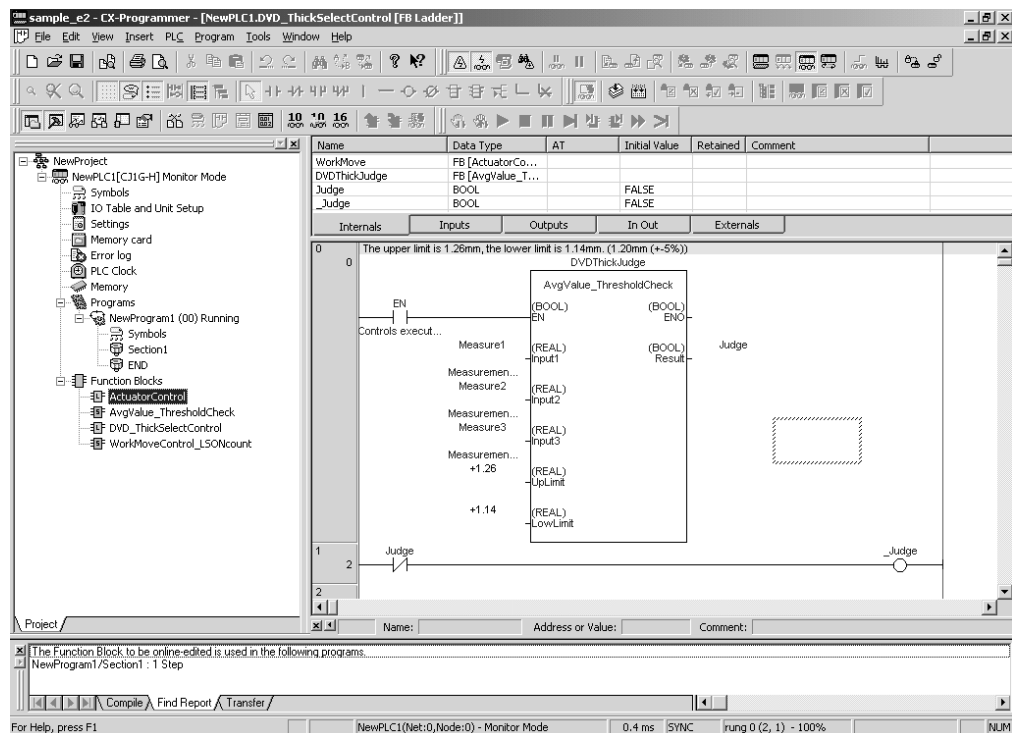 sample_e2 - CX-Programmer - [NewPLC1.DVD_ThickSelectControl [FB Ladder]]
File Edit View Insert PLC Program Tools Window Help
10 10 16
NewProject
NewPLC1[CJ1G-H] Monitor Mode
Symbols
IO Table and Unit Setup
Settings
Memory card
Error log
PLC Clock
Memory
Programs
NewProgram1 (00) Running
Symbols
Section1
END
Function Blocks
ActuatorControl
AvgValue_ThresholdCheck
DVD_ThickSelectControl
WorkMoveControl_LSONcount
Project
Name Data Type AT Initial Value Retained Comment
WorkMove FB [ActuatorCo...
DVDThickJudge FB [AvgValue_T...
Judge BOOL FALSE
_Judge BOOL FALSE
Internals Inputs Outputs In Out Externals
0 The upper limit is 1.26mm, the lower limit is 1.14mm. (1.20mm (+-5%))
0 DVDThickJudge
AvgValue_ThresholdCheck
EN (BOOL) (BOOL)
EN ENO
Controls execut...
Measure1 (REAL) (BOOL) Judge
Input1 Result
Measuremen...
Measure2 (REAL)
Input2
Measuremen...
Measure3 (REAL)
Input3
Measuremen...
+1.26 (REAL)
UpLimit
+1.14 (REAL)
LowLimit
1 Judge _Judge
2
2
Name: Address or Value: Comment:
The Function Block to be online-edited is used in the following programs.
NewProgram1/Section1 : 1 Step
Compile Find Report Transfer
For Help, press F1 NewPLC1(Net:0,Node:0) - Monitor Mode 0.4 ms SYNC rung 0 (2, 1) - 100% NUM